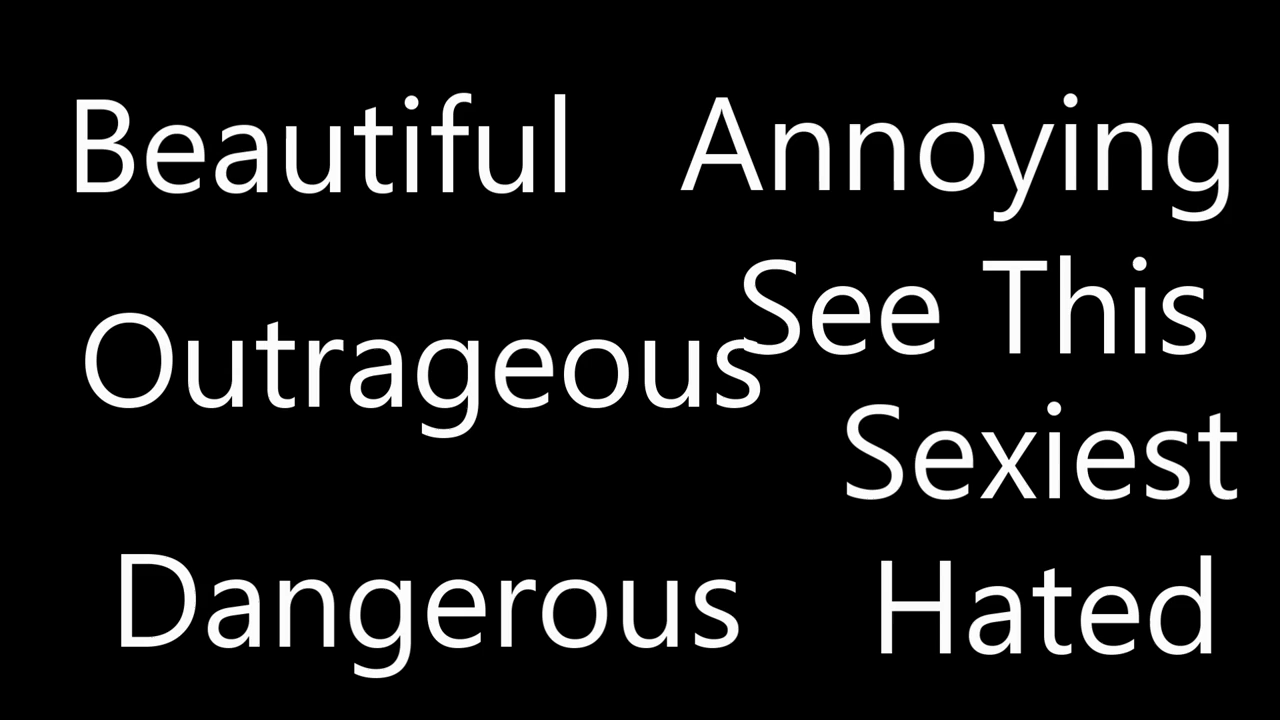 Beautiful
Annoying
Outrageous
See This
Sexiest
Dangerous
Hated